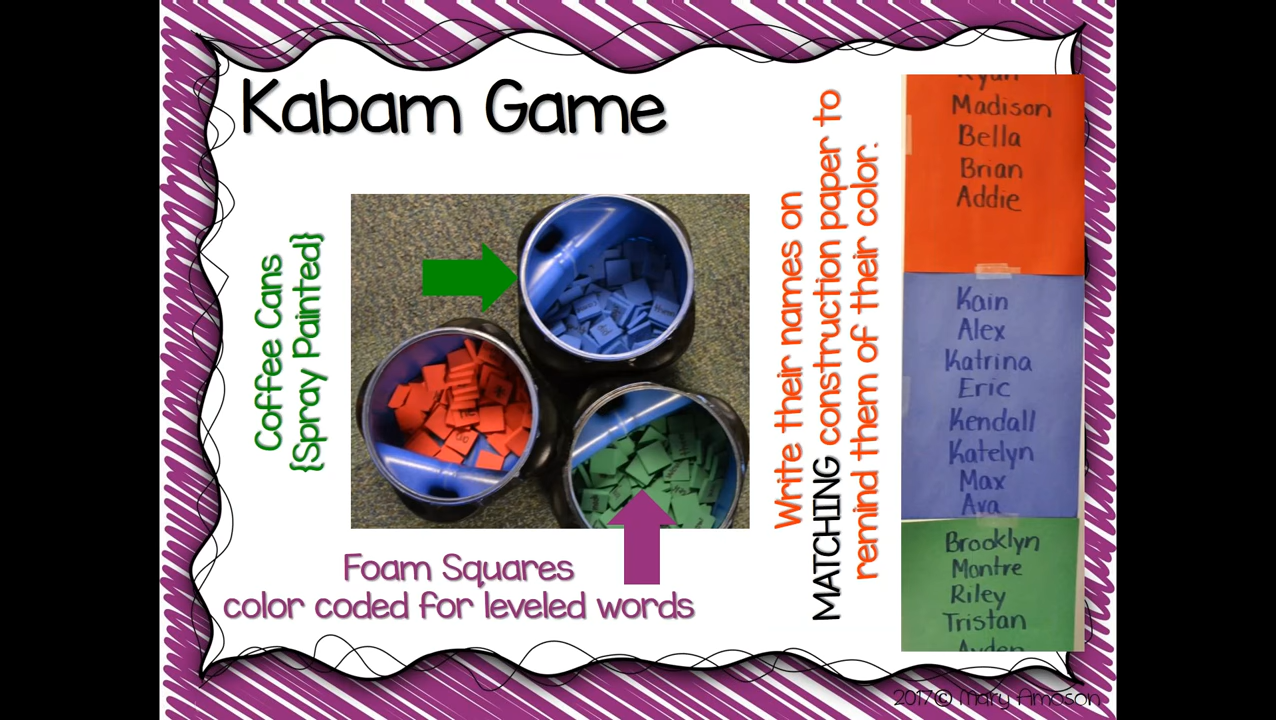 Kabam Game
Coffee Cans
{Spray Painted}
Foam Squares
color coded for leveled words
Write their names on
MATCHING construction paper to
remind them of their color.
Ryan
Madison
Bella
Brian
Addie
Kain
Alex
Katrina
Eric
Kendall
Katelyn
Max
Ava
Brooklyn
Montre
Riley
Tristan
Ayden
2017© Mary Amoson